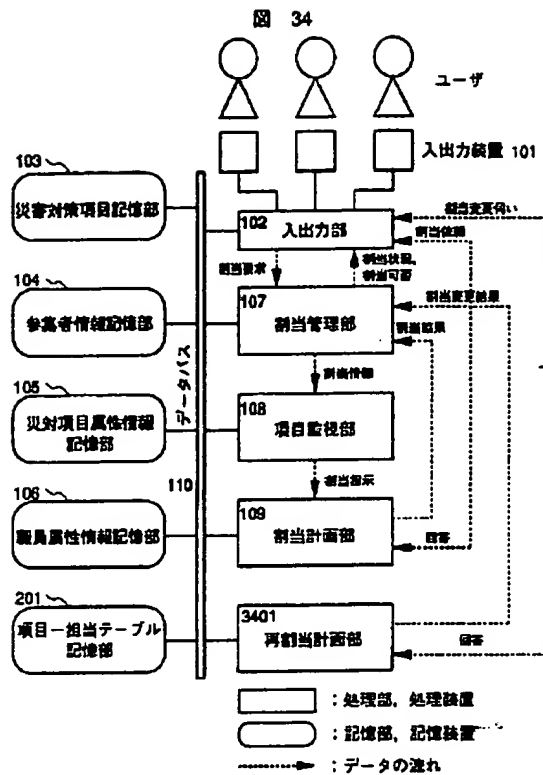 図 34
ユーザ
入出力装置 101
103
災害対策項目記憶部
102
入出力部
割当変更伺い
割当依頼
割当要求
割当状況,
割当可否
104
参集者情報記憶部
107
割当管理部
割当変更結果
割当結果
データバス
割当情報
105
災対項目属性情報
記憶部
108
項目監視部
110
割当指示
106
職員属性情報記憶部
109
割当計画部
回答
201
項目ー担当テーブル
記憶部
3401
再割当計画部
回答
:処理部,処理装置
:記憶部,記憶装置
:データの流れ